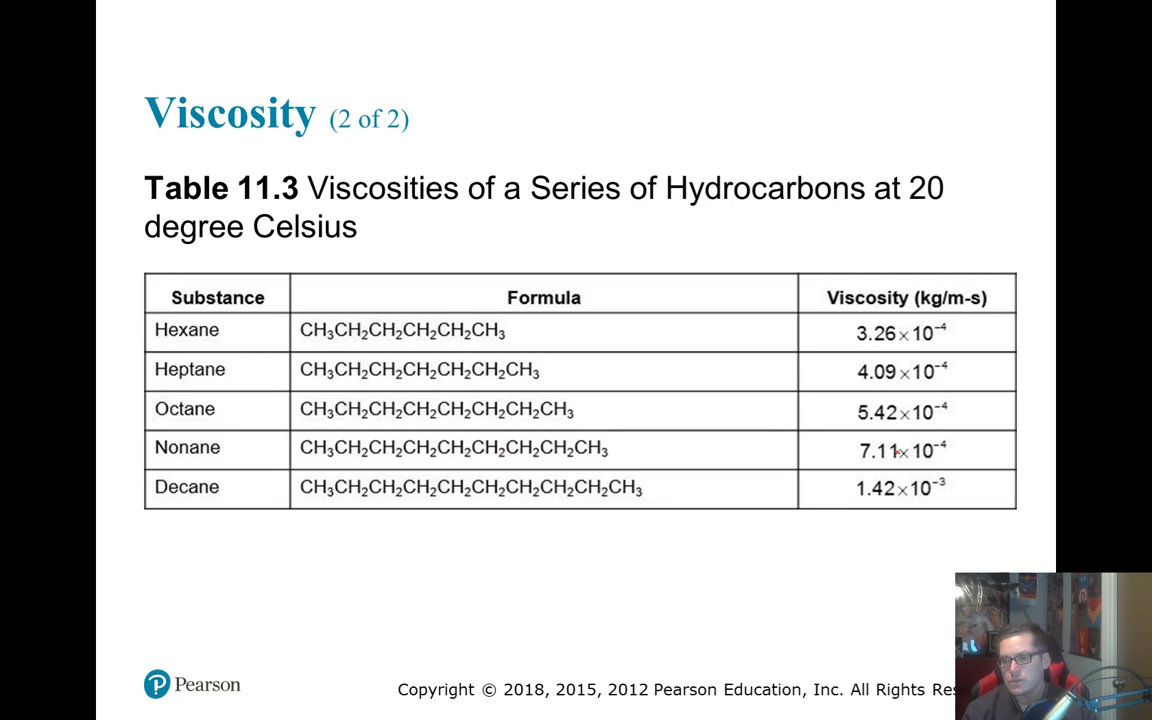 Viscosity (2 of 2)
Table 11.3 Viscosities of a Series of Hydrocarbons at 20
degree Celsius
Substance Formula Viscosity (kg/m-s)
Hexane CH₃CH₂CH₂CH₂CH₂CH₃ 3.26×10⁻⁴
Heptane CH₃CH₂CH₂CH₂CH₂CH₂CH₃ 4.09×10⁻⁴
Octane CH₃CH₂CH₂CH₂CH₂CH₂CH₂CH₃ 5.42×10⁻⁴
Nonane CH₃CH₂CH₂CH₂CH₂CH₂CH₂CH₂CH₃ 7.11×10⁻⁴
Decane CH₃CH₂CH₂CH₂CH₂CH₂CH₂CH₂CH₂CH₃ 1.42×10⁻³
P Pearson
Copyright © 2018, 2015, 2012 Pearson Education, Inc. All Rights Res